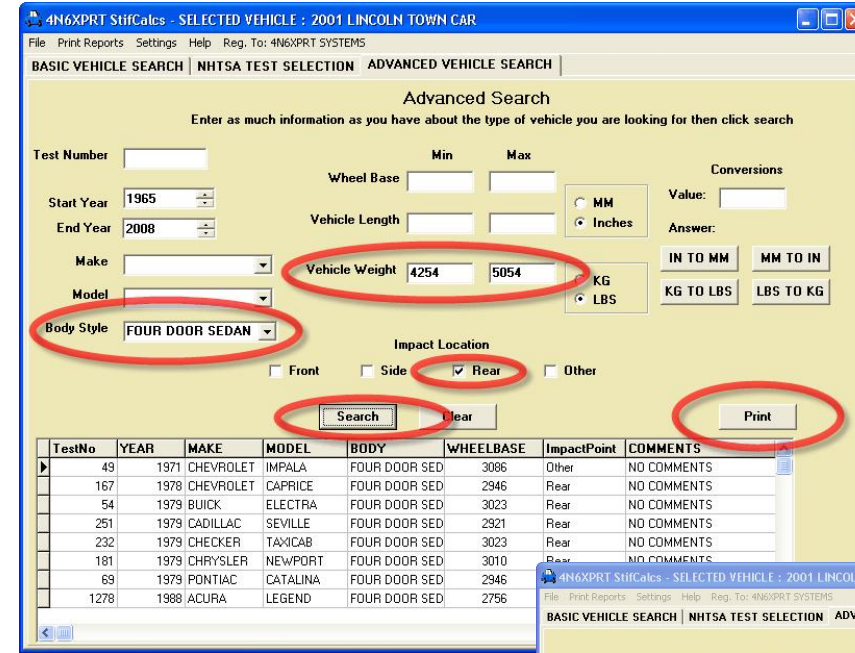 4N6XPRT StifCalcs - SELECTED VEHICLE : 2001 LINCOLN TOWN CAR
File Print Reports Settings Help Reg. To: 4N6XPRT SYSTEMS
BASIC VEHICLE SEARCH NHTSA TEST SELECTION ADVANCED VEHICLE SEARCH
Advanced Search
Enter as much information as you have about the type of vehicle you are looking for then click search
Test Number Min Max
Wheel Base Conversions
Start Year 1965 MM Value:
End Year 2008 Vehicle Length Inches Answer:
Make Vehicle Weight 4254 5054 KG IN TO MM MM TO IN
Model LBS KG TO LBS LBS TO KG
Body Style FOUR DOOR SEDAN
Impact Location
Front Side Rear Other
Search Clear Print
TestNo YEAR MAKE MODEL BODY WHEELBASE ImpactPoint COMMENTS
49 1971 CHEVROLET IMPALA FOUR DOOR SED 3086 Other NO COMMENTS
167 1978 CHEVROLET CAPRICE FOUR DOOR SED 2946 Rear NO COMMENTS
54 1979 BUICK ELECTRA FOUR DOOR SED 3023 Rear NO COMMENTS
251 1979 CADILLAC SEVILLE FOUR DOOR SED 2921 Rear NO COMMENTS
232 1979 CHECKER TAXICAB FOUR DOOR SED 3023 Rear NO COMMENTS
181 1979 CHRYSLER NEWPORT FOUR DOOR SED 3010 Rear NO COMMENTS
69 1979 PONTIAC CATALINA FOUR DOOR SED 2946
1278 1988 ACURA LEGEND FOUR DOOR SED 2756
4N6XPRT StifCalcs - SELECTED VEHICLE : 2001 LINCOL
File Print Reports Settings Help Reg. To: 4N6XPRT SYSTEMS
BASIC VEHICLE SEARCH NHTSA TEST SELECTION ADV